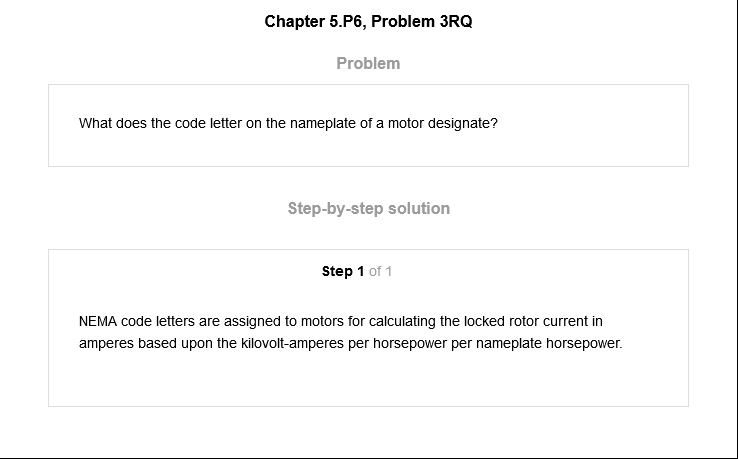 Chapter 5.P6, Problem 3RQ
Problem
What does the code letter on the nameplate of a motor designate?
Step-by-step solution
Step 1 of 1
NEMA code letters are assigned to motors for calculating the locked rotor current in
amperes based upon the kilovolt-amperes per horsepower per nameplate horsepower.